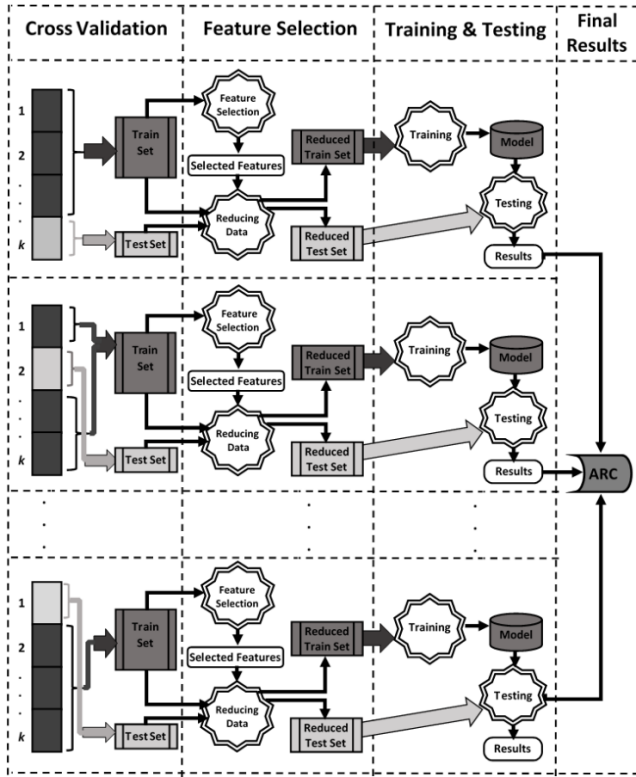 Cross Validation
Feature Selection
Training & Testing
Final
Results
1
2
.
.
.
k
Train
Set
Test Set
Feature
Selection
Selected Features
Reducing
Data
Reduced
Train Set
Reduced
Test Set
Training
Model
Testing
Results
1
2
.
.
.
k
Train
Set
Test Set
Feature
Selection
Selected Features
Reducing
Data
Reduced
Train Set
Reduced
Test Set
Training
Model
Testing
Results
ARC
.
.
.
.
.
.
.
.
.
1
2
.
.
.
k
Train
Set
Test Set
Feature
Selection
Selected Features
Reducing
Data
Reduced
Train Set
Reduced
Test Set
Training
Model
Testing
Results